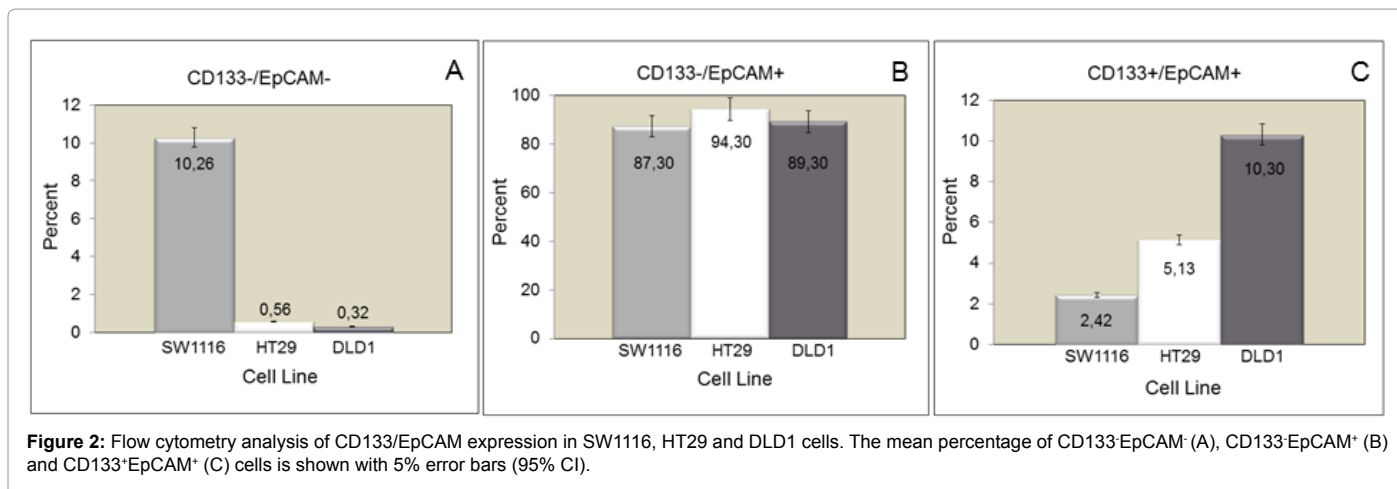 CD133-/EpCAM-
A
12
10
8
6
4
2
0
Percent
10,26
0,56
0,32
SW1116 HT29 DLD1
Cell Line
CD133-/EpCAM+
B
100
80
60
40
20
0
Percent
87,30
94,30
89,30
SW1116 HT29 DLD1
Cell Line
CD133+/EpCAM+
C
12
10
8
6
4
2
0
Percent
2,42
5,13
10,30
SW1116 HT29 DLD1
Cell Line
Figure 2: Flow cytometry analysis of CD133/EpCAM expression in SW1116, HT29 and DLD1 cells. The mean percentage of CD133⁻EpCAM⁻ (A), CD133⁻EpCAM⁺ (B)
and CD133⁺EpCAM⁺ (C) cells is shown with 5% error bars (95% CI).